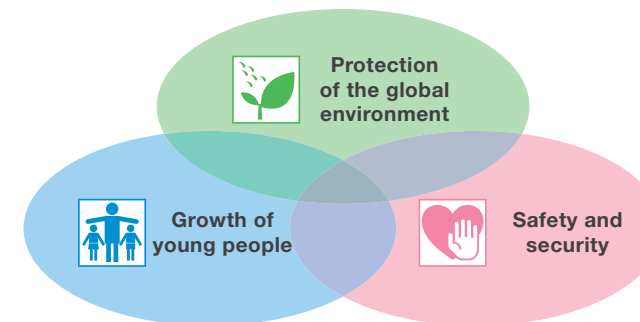 Protection
of the global
environment
Growth of
young people
Safety and
security